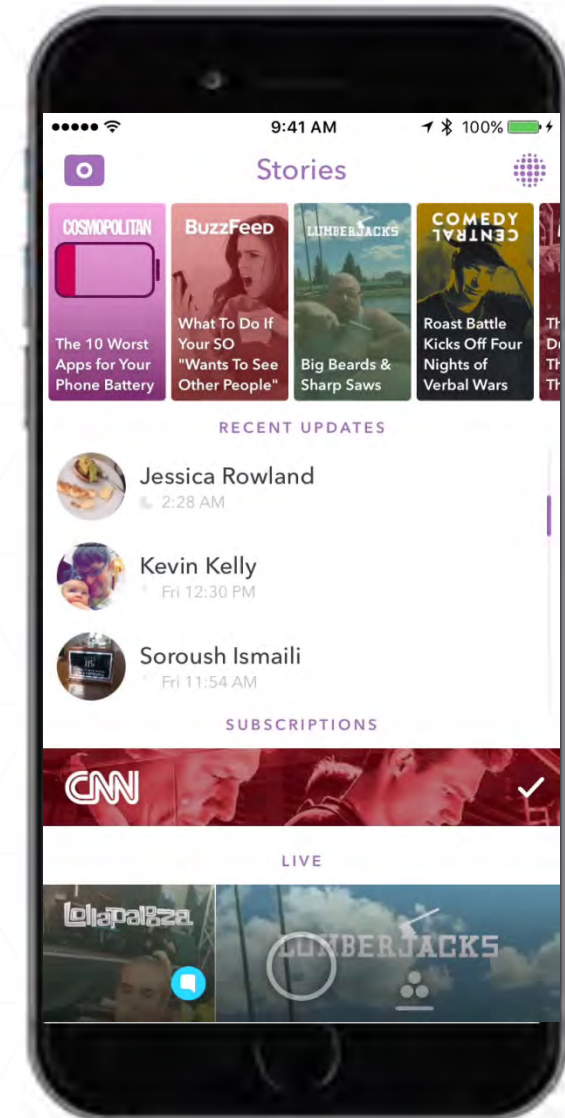 9:41 AM
100%
Stories
COSMOPOLITAN
The 10 Worst
Apps for Your
Phone Battery
BuzzFeed
What To Do If
Your SO
"Wants To See
Other People"
LUMBERJACKS
Big Beards &
Sharp Saws
COMEDY
CENTRAL
Roast Battle
Kicks Off Four
Nights of
Verbal Wars
RECENT UPDATES
Jessica Rowland
2:28 AM
Kevin Kelly
Fri 12:30 PM
Soroush Ismaili
Fri 11:54 AM
SUBSCRIPTIONS
CNN
LIVE
Lollapalooza
LUMBERJACKS